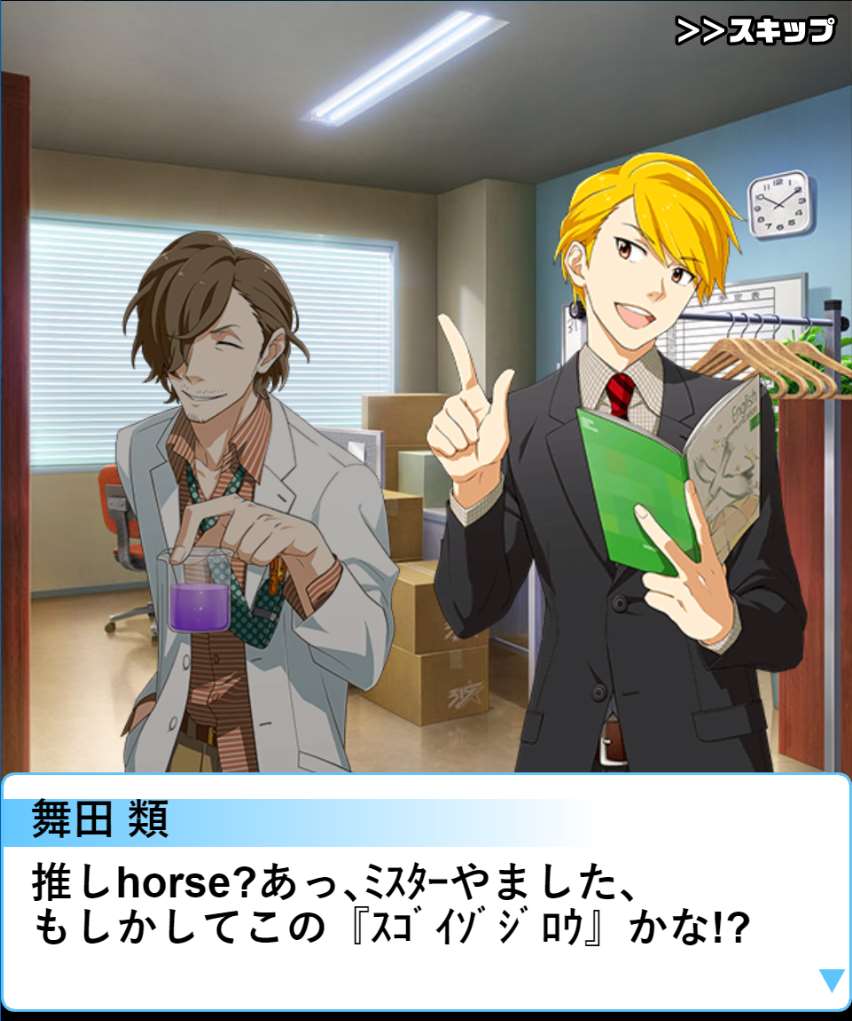 >>スキップ
English
舞田 類
推しhorse?あっ、ﾐｽﾀｰやました、
もしかしてこの『ｽｺﾞｲｿﾞｼﾞﾛｳ』かな!?